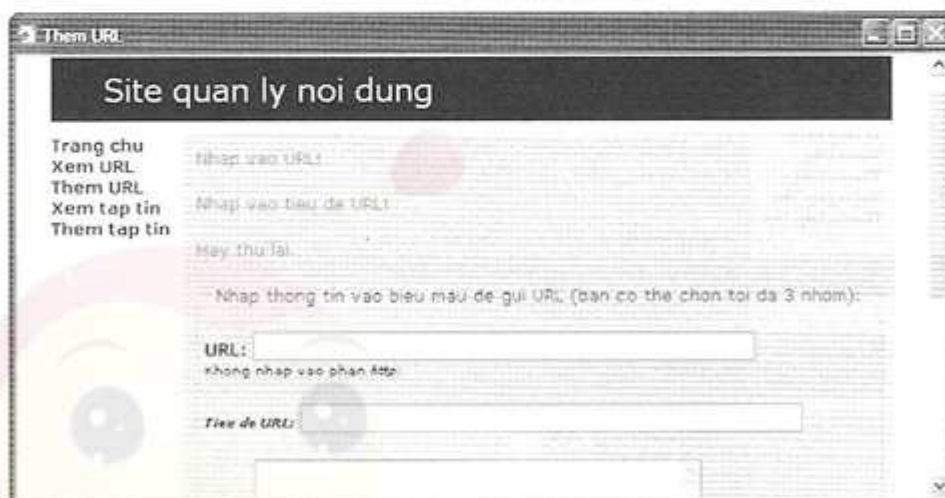 Them URL
Site quan ly noi dung
Trang chu
Xem URL
Them URL
Xem tap tin
Them tap tin
Nhap vao URL!
Nhap vao tieu de URL!
Hay thu lai.
Nhap thong tin vao bieu mau de gui URL (ban co the chon toi da 3 nhom):
URL:
Khong nhap vao phan http
Tieu de URL: